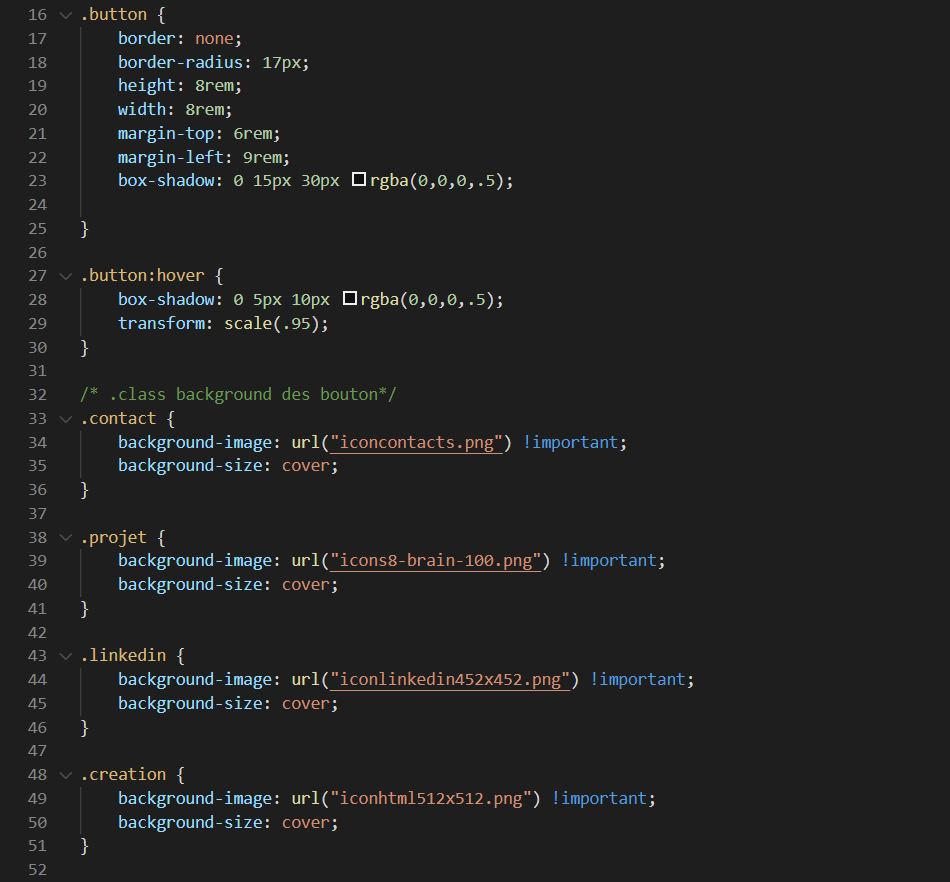 16 .button {
17 border: none;
18 border-radius: 17px;
19 height: 8rem;
20 width: 8rem;
21 margin-top: 6rem;
22 margin-left: 9rem;
23 box-shadow: 0 15px 30px rgba(0,0,0,.5);
24
25 }
26
27 .button:hover {
28 box-shadow: 0 5px 10px rgba(0,0,0,.5);
29 transform: scale(.95);
30 }
31
32 /* .class background des bouton*/
33 .contact {
34 background-image: url("iconcontacts.png") !important;
35 background-size: cover;
36 }
37
38 .projet {
39 background-image: url("icons8-brain-100.png") !important;
40 background-size: cover;
41 }
42
43 .linkedin {
44 background-image: url("iconlinkedin452x452.png") !important;
45 background-size: cover;
46 }
47
48 .creation {
49 background-image: url("iconhtml512x512.png") !important;
50 background-size: cover;
51 }
52